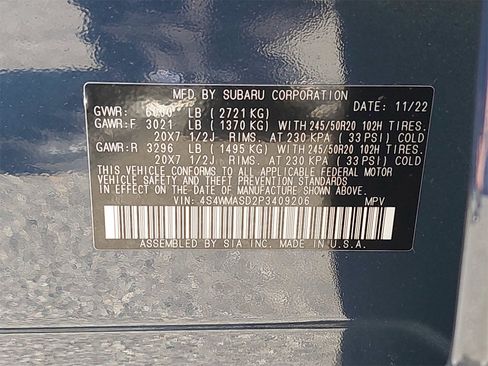 MFD. BY SUBARU CORPORATION DATE: 11/22
GVWR: 6000 LB ( 2721 KG)
GAWR:F 3021 LB ( 1370 KG) WITH 245/50R20 102H TIRES.
20X7 1/2J RIMS. AT 230 KPA ( 33 PSI) COLD
GAWR:R 3296 LB ( 1495 KG) WITH 245/50R20 102H TIRES.
20X7 1/2J RIMS. AT 230 KPA ( 33 PSI) COLD
THIS VEHICLE CONFORMS TO ALL APPLICABLE
FEDERAL MOTOR VEHICLE SAFETY STANDARDS IN EFFECT
ON THE DATE OF MANUFACTURE SHOWN ABOVE.
VIN: 4S4WMASD2P3409206 MPV
ASSEMBLED BY SIA INC. MADE IN U.S.A.